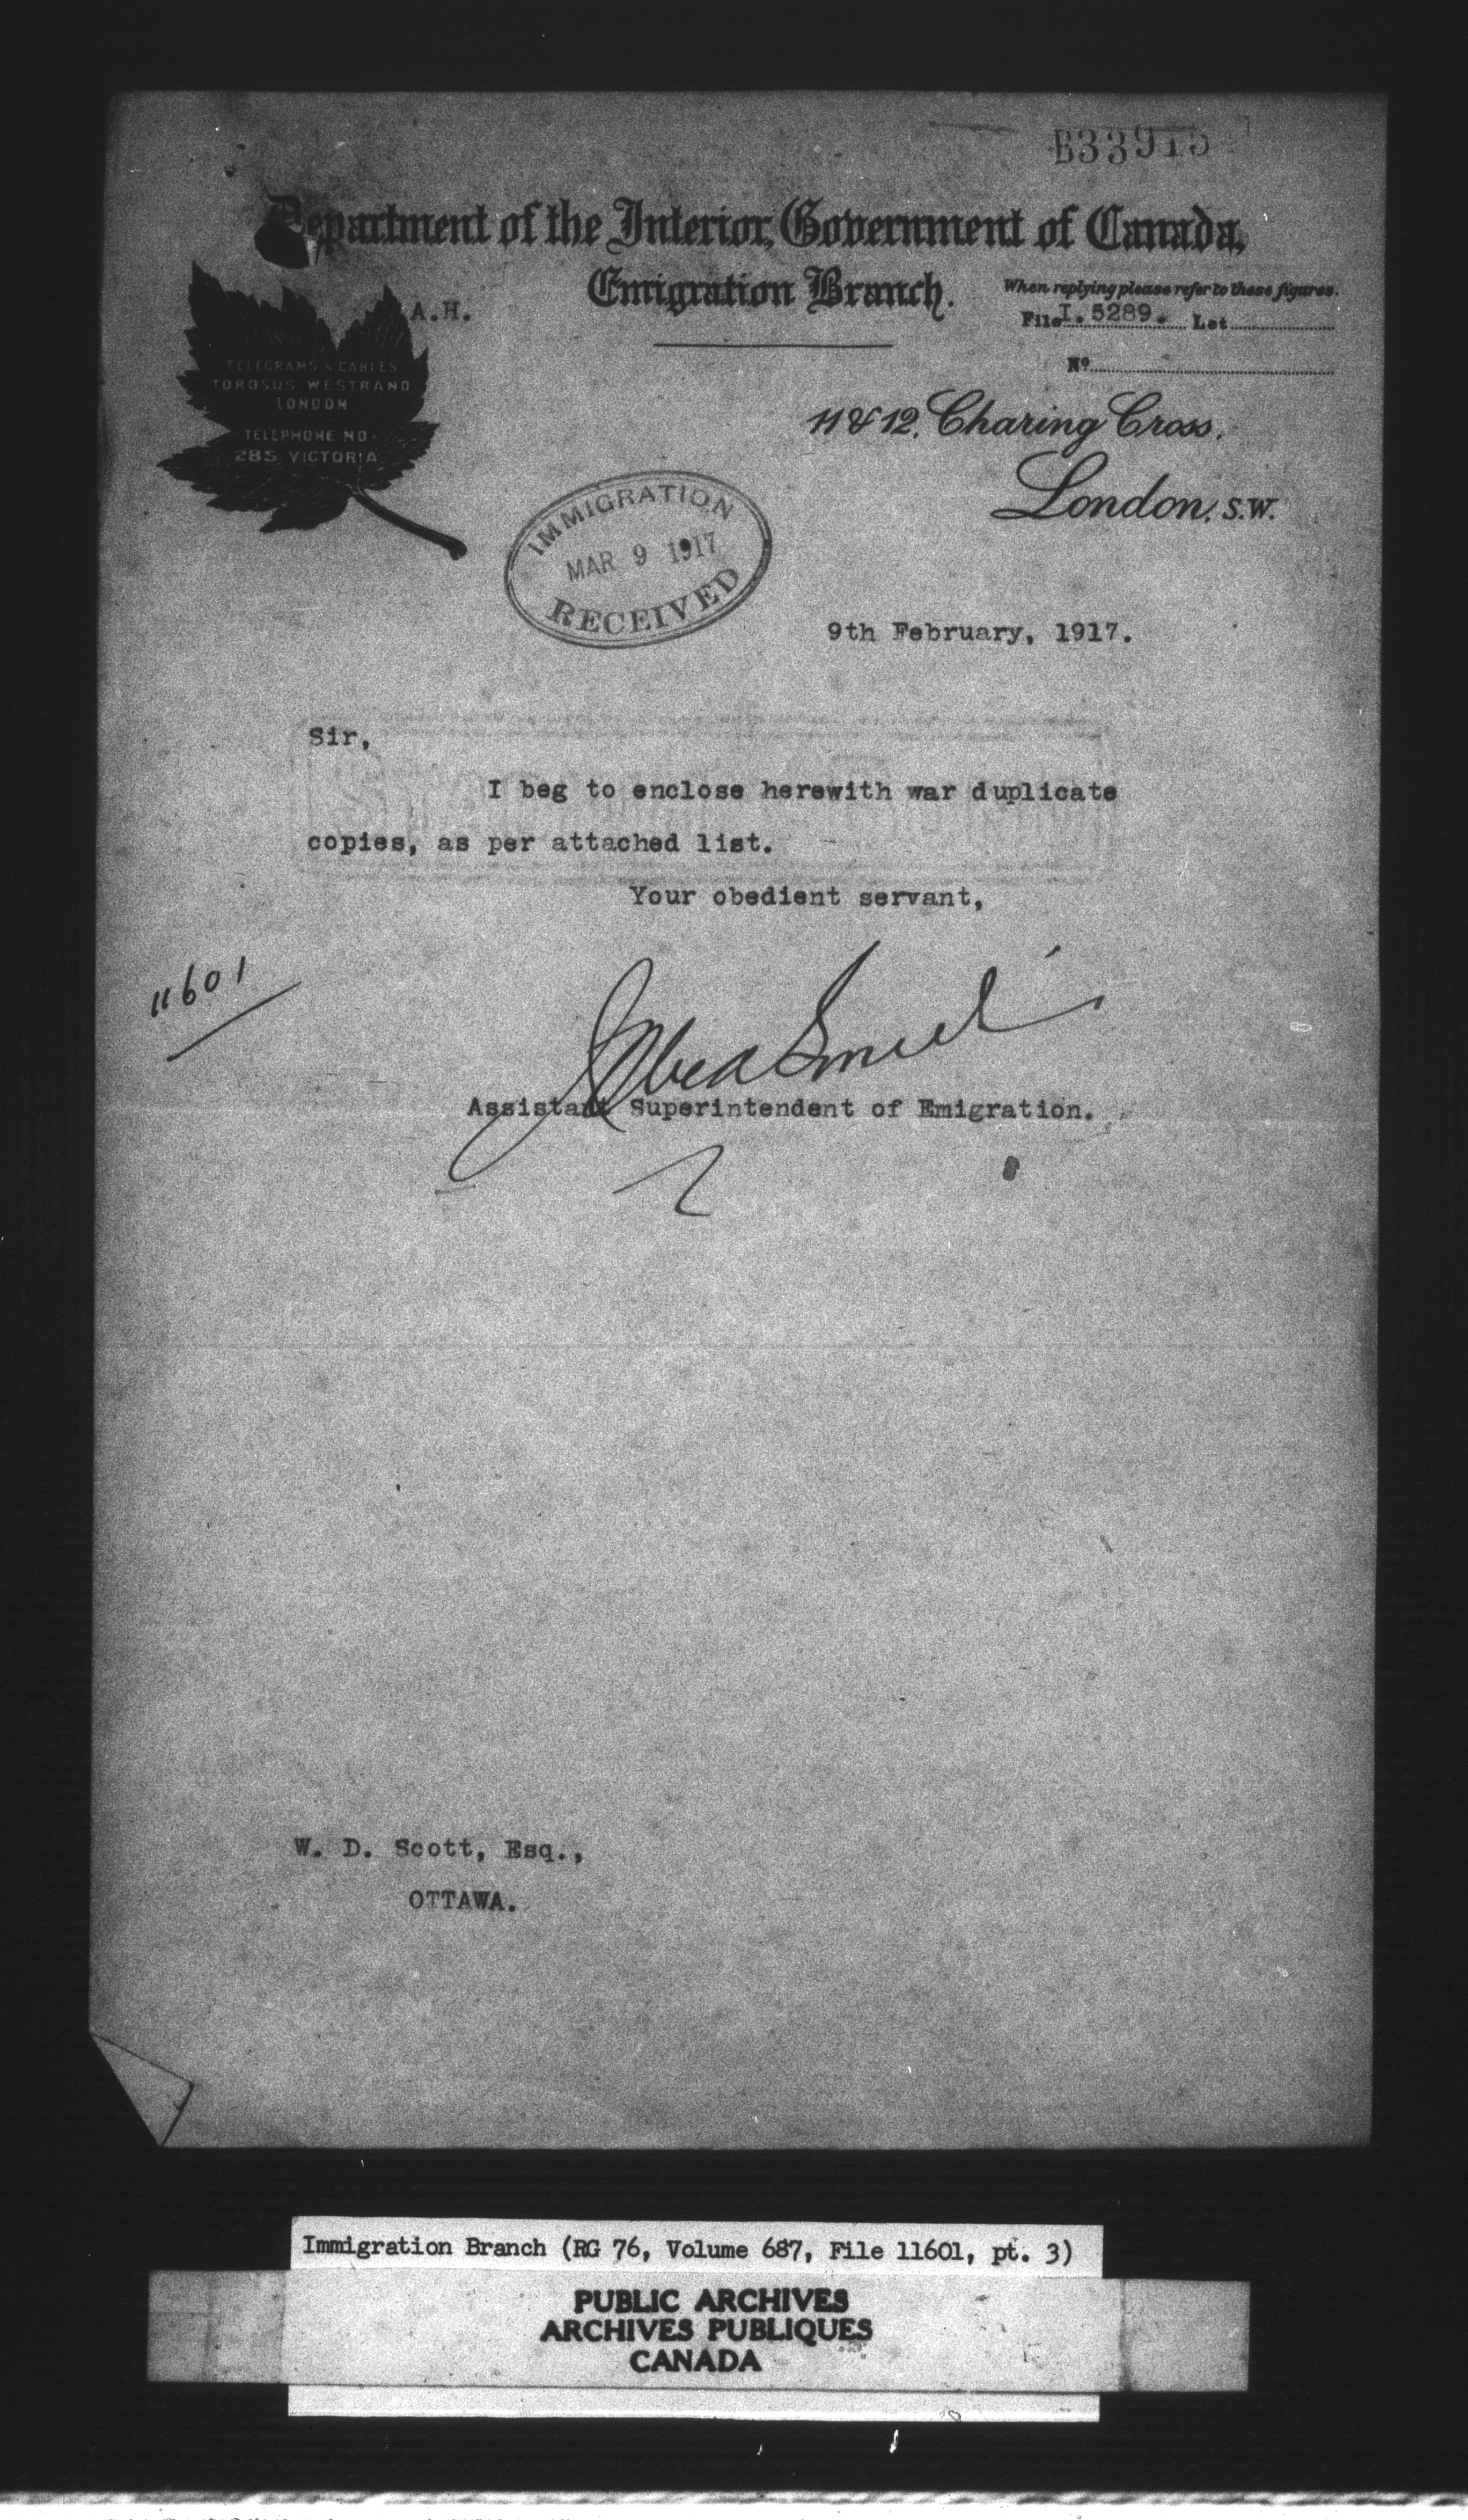 B33915
Department of the Interior, Government of Canada,
Emigration Branch.
When replying please refer to these figures.
A.H.
File I. 5289. Let
No
TELEGRAMS & CABLES
TOROSUS WESTRAND
LONDON
TELEPHONE NO
285 VICTORIA
11 & 12, Charing Cross.
London, S.W.
IMMIGRATION
MAR 9 1917
RECEIVED
9th February, 1917.
Sir,
I beg to enclose herewith war duplicate
copies, as per attached list.
Your obedient servant,
11601
Assistant Superintendent of Emigration.
W. D. Scott, Esq.,
OTTAWA.
Immigration Branch (RG 76, Volume 687, File 11601, pt. 3)
PUBLIC ARCHIVES
ARCHIVES PUBLIQUES
CANADA